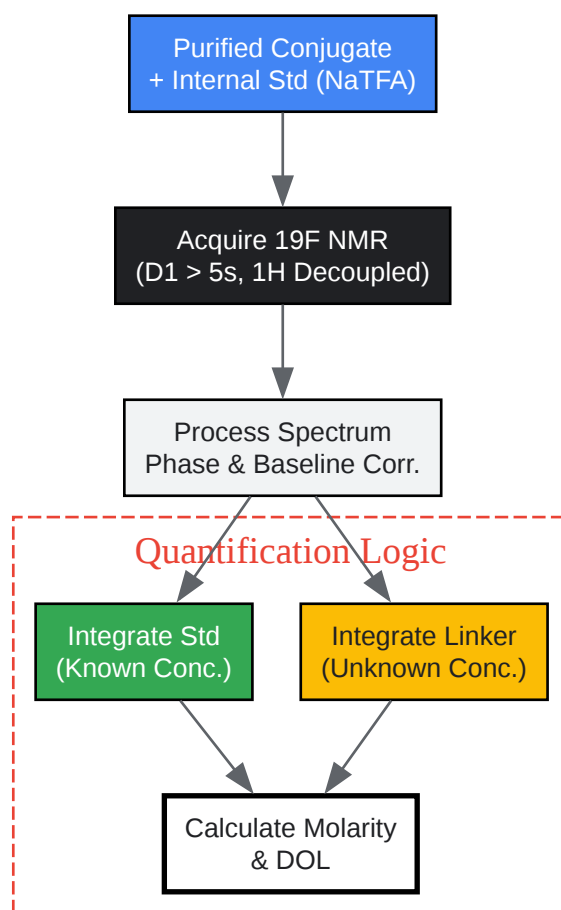 Purified Conjugate
+ Internal Std (NaTFA)
Acquire 19F NMR
(D1 > 5s, 1H Decoupled)
Process Spectrum
Phase & Baseline Corr.
Quantification Logic
Integrate Std
(Known Conc.)
Integrate Linker
(Unknown Conc.)
Calculate Molarity
& DOL